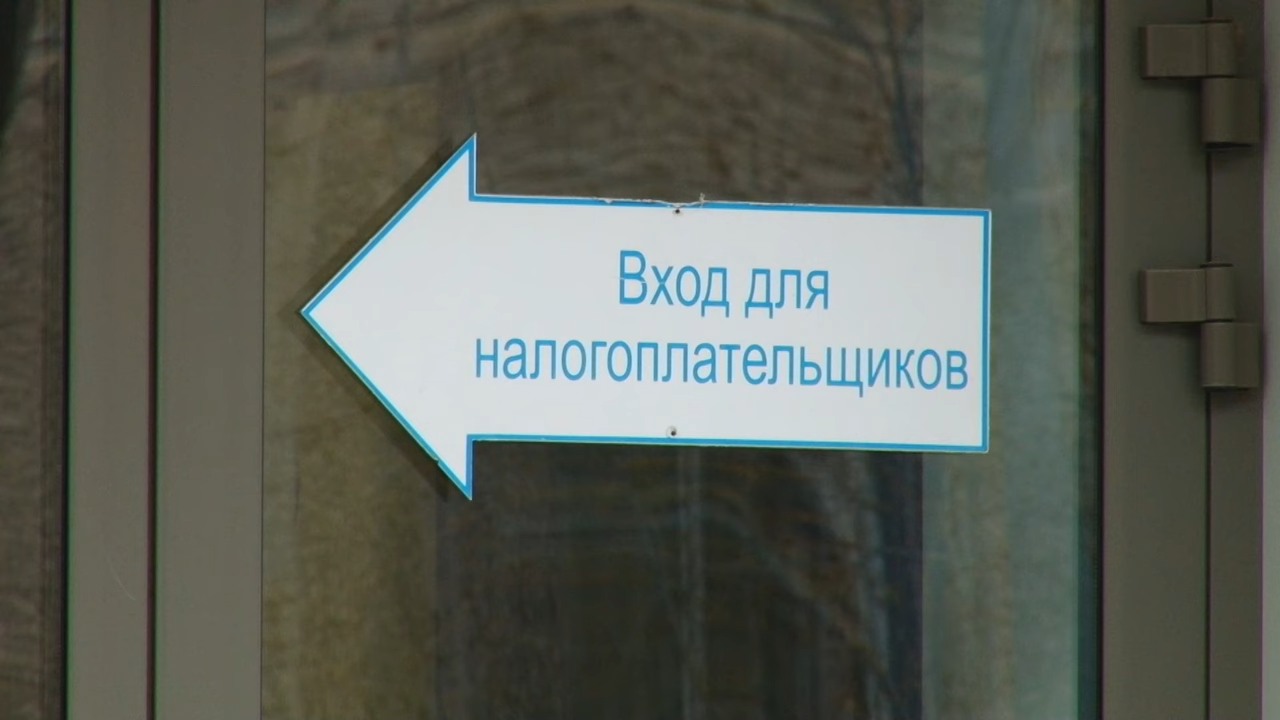 Вход для
налогоплательщиков